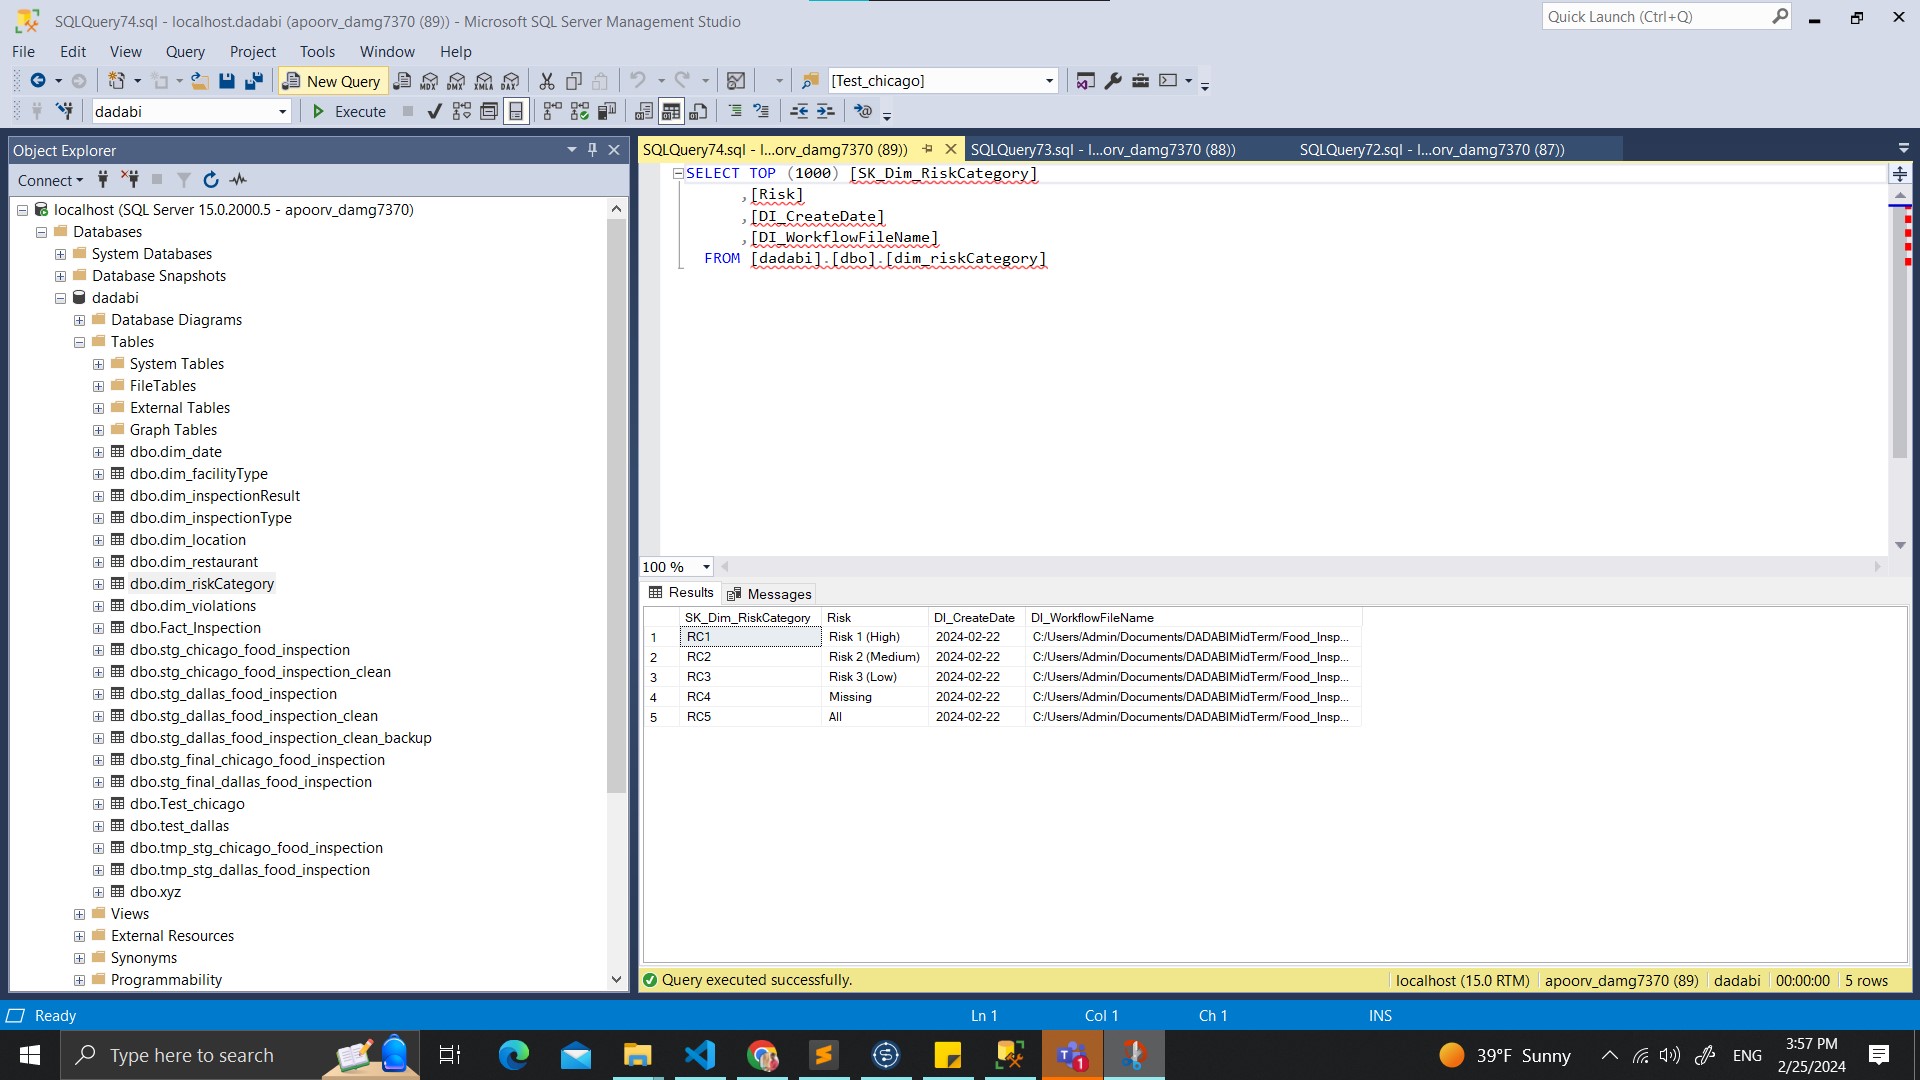 SQLQuery74.sql - localhost.dadabi (apoorv_damg7370 (89)) - Microsoft SQL Server Management Studio
Quick Launch (Ctrl+Q)
File Edit View Query Project Tools Window Help
New Query MDX DMX XMLA DAX [Test_chicago]
dadabi Execute
Object Explorer
Connect
localhost (SQL Server 15.0.2000.5 - apoorv_damg7370)
Databases
System Databases
Database Snapshots
dadabi
Database Diagrams
Tables
System Tables
FileTables
External Tables
Graph Tables
dbo.dim_date
dbo.dim_facilityType
dbo.dim_inspectionResult
dbo.dim_inspectionType
dbo.dim_location
dbo.dim_restaurant
dbo.dim_riskCategory
dbo.dim_violations
dbo.Fact_Inspection
dbo.stg_chicago_food_inspection
dbo.stg_chicago_food_inspection_clean
dbo.stg_dallas_food_inspection
dbo.stg_dallas_food_inspection_clean
dbo.stg_dallas_food_inspection_clean_backup
dbo.stg_final_chicago_food_inspection
dbo.stg_final_dallas_food_inspection
dbo.Test_chicago
dbo.test_dallas
dbo.tmp_stg_chicago_food_inspection
dbo.tmp_stg_dallas_food_inspection
dbo.xyz
Views
External Resources
Synonyms
Programmability
SQLQuery74.sql - l...orv_damg7370 (89)) SQLQuery73.sql - l...orv_damg7370 (88)) SQLQuery72.sql - l...orv_damg7370 (87))
SELECT TOP (1000) [SK_Dim_RiskCategory]
,[Risk]
,[DI_CreateDate]
,[DI_WorkflowFileName]
FROM [dadabi].[dbo].[dim_riskCategory]
100 %
Results Messages
SK_Dim_RiskCategory Risk DI_CreateDate DI_WorkflowFileName
1 RC1 Risk 1 (High) 2024-02-22 C:/Users/Admin/Documents/DADABIMidTerm/Food_Insp...
2 RC2 Risk 2 (Medium) 2024-02-22 C:/Users/Admin/Documents/DADABIMidTerm/Food_Insp...
3 RC3 Risk 3 (Low) 2024-02-22 C:/Users/Admin/Documents/DADABIMidTerm/Food_Insp...
4 RC4 Missing 2024-02-22 C:/Users/Admin/Documents/DADABIMidTerm/Food_Insp...
5 RC5 All 2024-02-22 C:/Users/Admin/Documents/DADABIMidTerm/Food_Insp...
Query executed successfully. localhost (15.0 RTM) apoorv_damg7370 (89) dadabi 00:00:00 5 rows
Ready Ln 1 Col 1 Ch 1 INS
Type here to search 1 39°F Sunny ENG 3:57 PM
2/25/2024